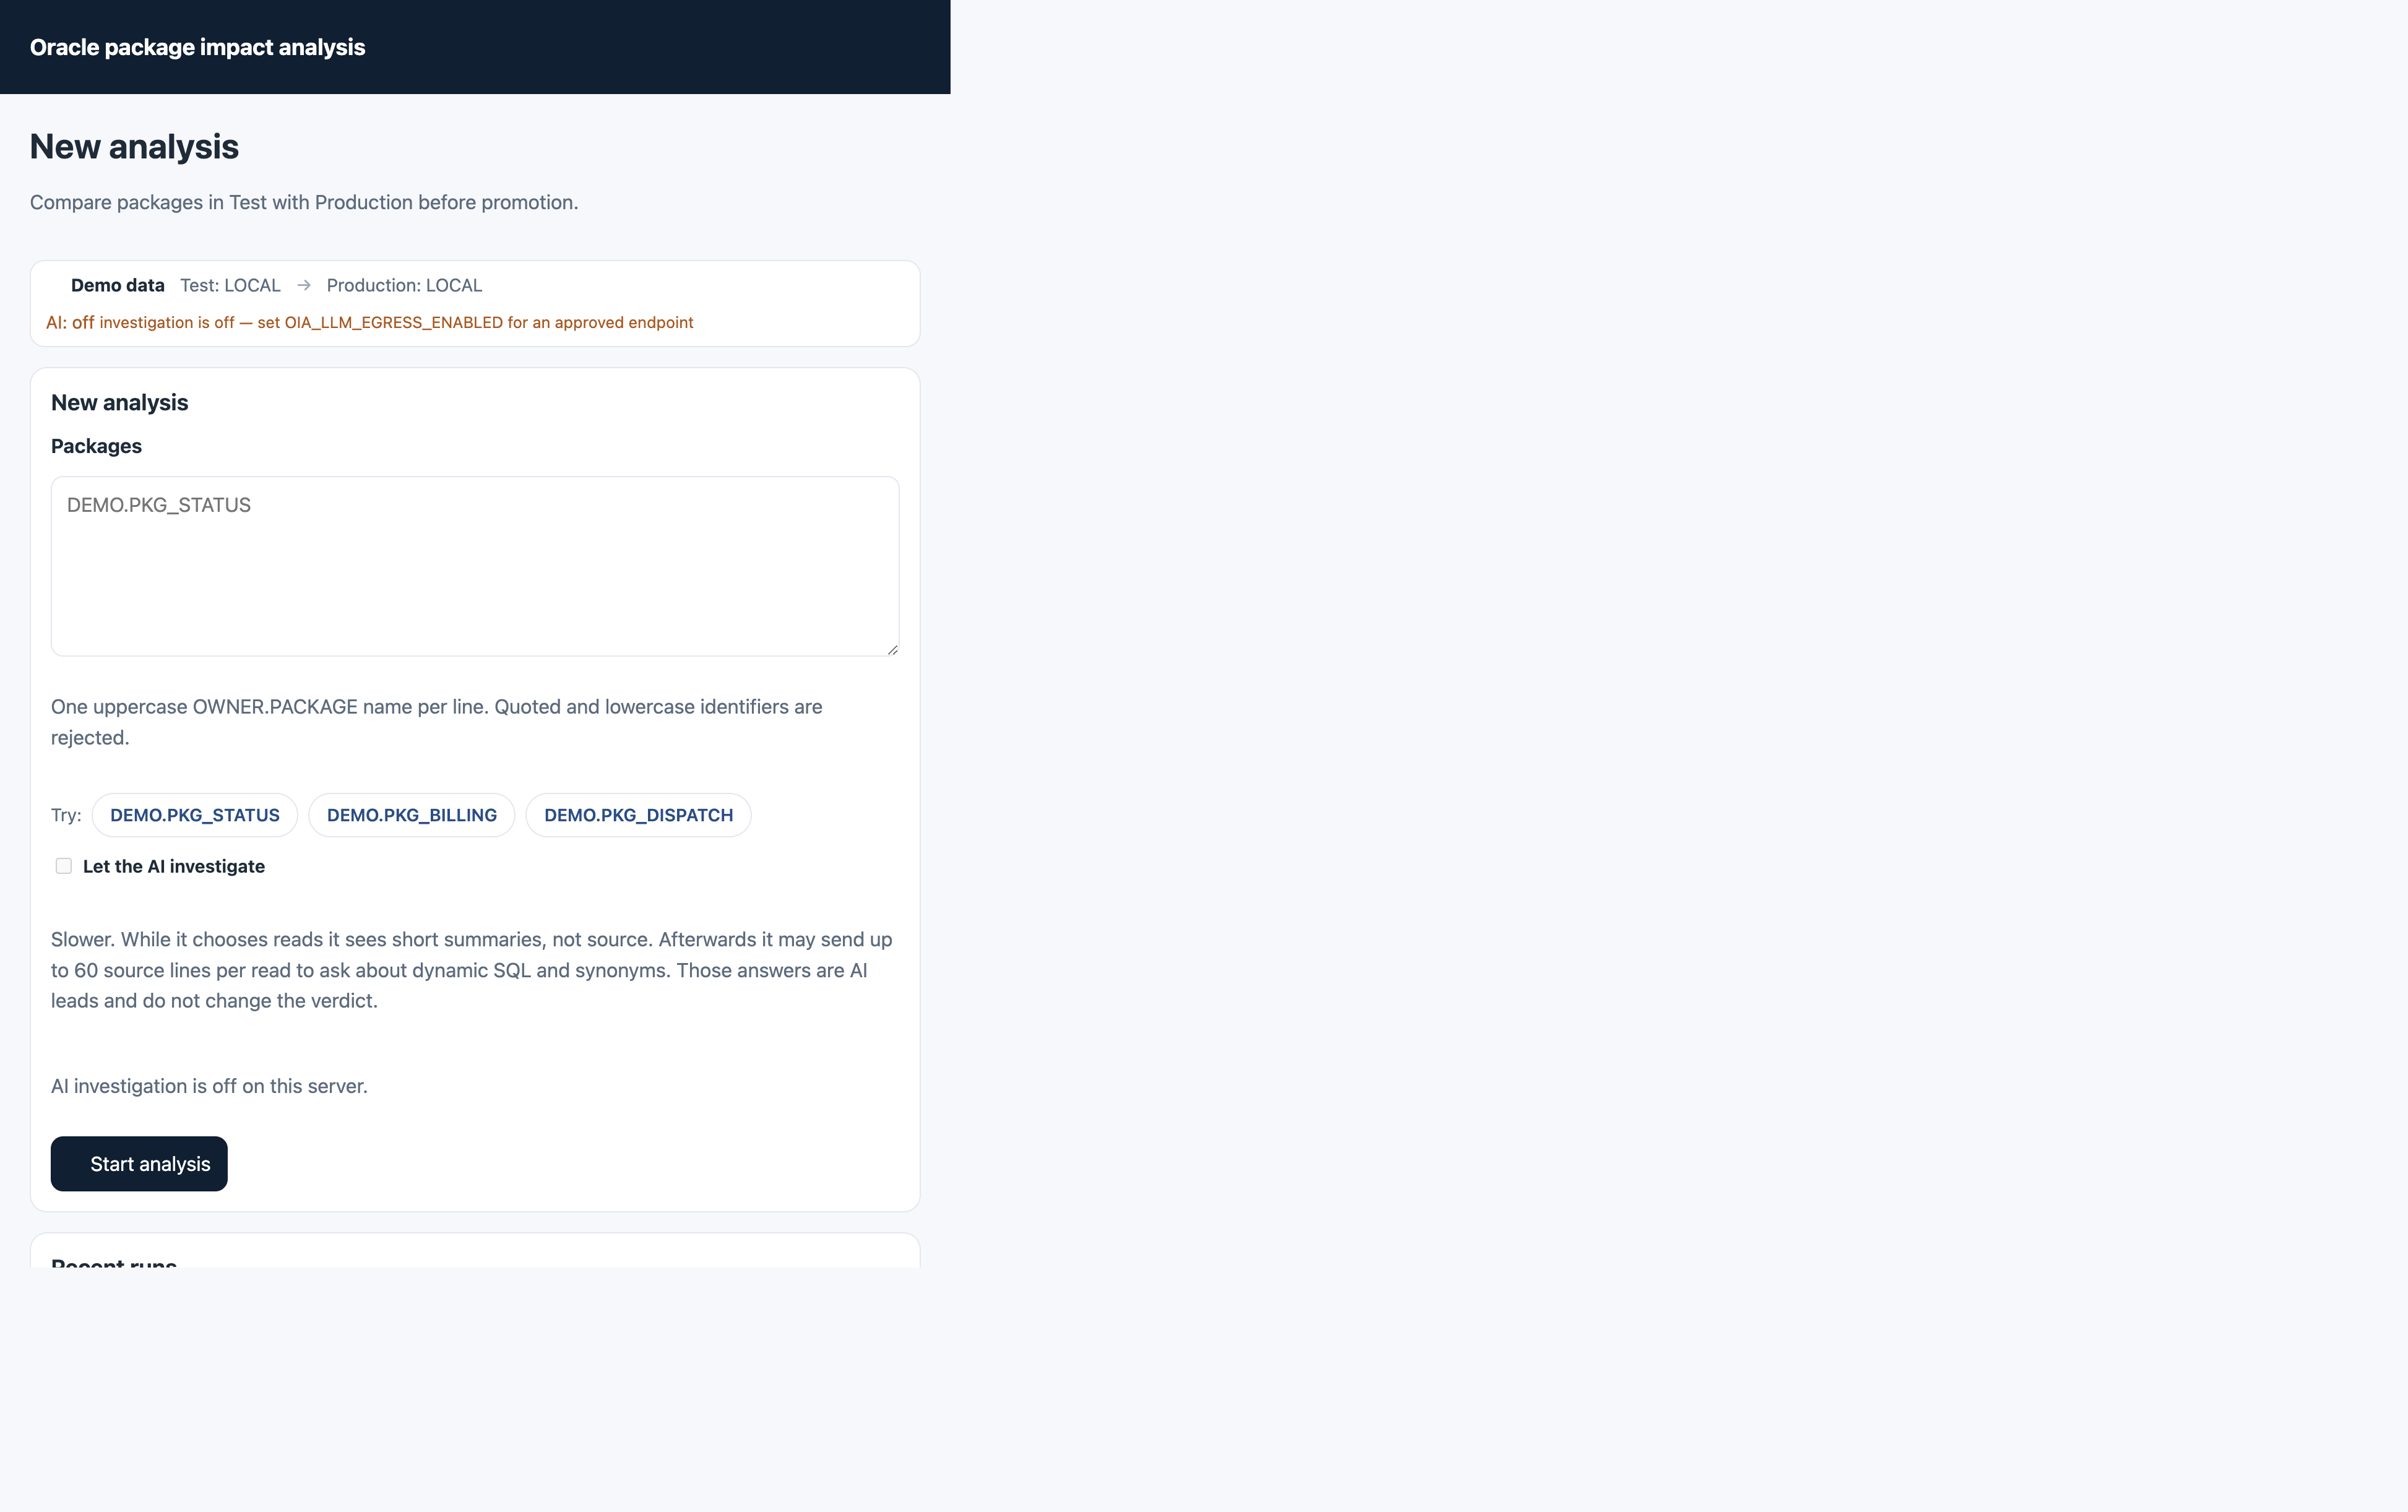 Oracle package impact analysis
New analysis
Compare packages in Test with Production before promotion.
Demo data Test: LOCAL → Production: LOCAL
AI: off investigation is off — set OIA_LLM_EGRESS_ENABLED for an approved endpoint
New analysis
Packages
DEMO.PKG_STATUS
One uppercase OWNER.PACKAGE name per line. Quoted and lowercase identifiers are
rejected.
Try: DEMO.PKG_STATUS DEMO.PKG_BILLING DEMO.PKG_DISPATCH
Let the AI investigate
Slower. While it chooses reads it sees short summaries, not source. Afterwards it may send up
to 60 source lines per read to ask about dynamic SQL and synonyms. Those answers are AI
leads and do not change the verdict.
AI investigation is off on this server.
Start analysis
Recent runs